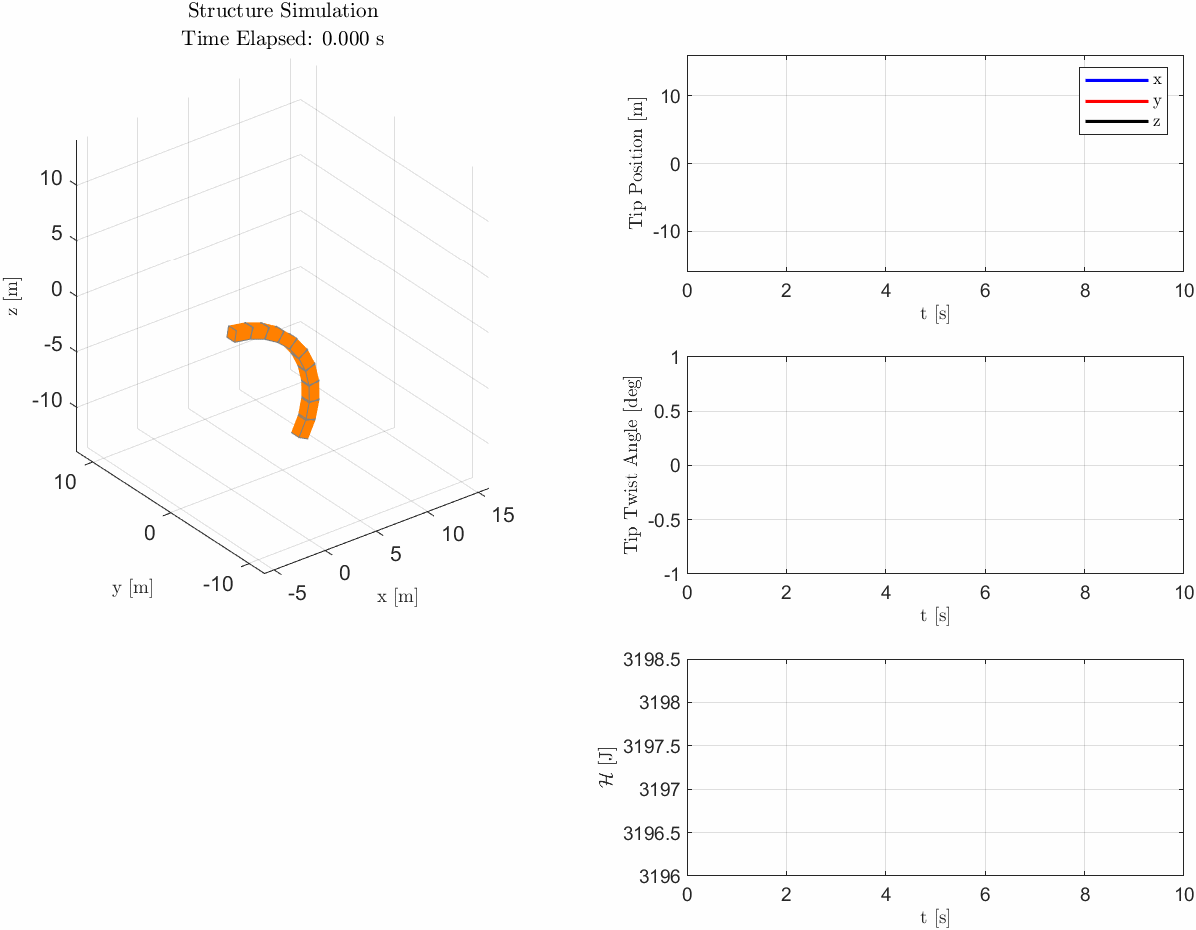 Structure Simulation
Time Elapsed: 0.000 s
z [m]
10
5
0
-5
-10
10
0
-10
y [m]
-5
0
5
10
15
x [m]
Tip Position [m]
10
0
-10
x
y
z
0 2 4 6 8 10
t [s]
Tip Twist Angle [deg]
1
0.5
0
-0.5
-1
0 2 4 6 8 10
t [s]
ℋ [J]
3198.5
3198
3197.5
3197
3196.5
3196
0 2 4 6 8 10
t [s]